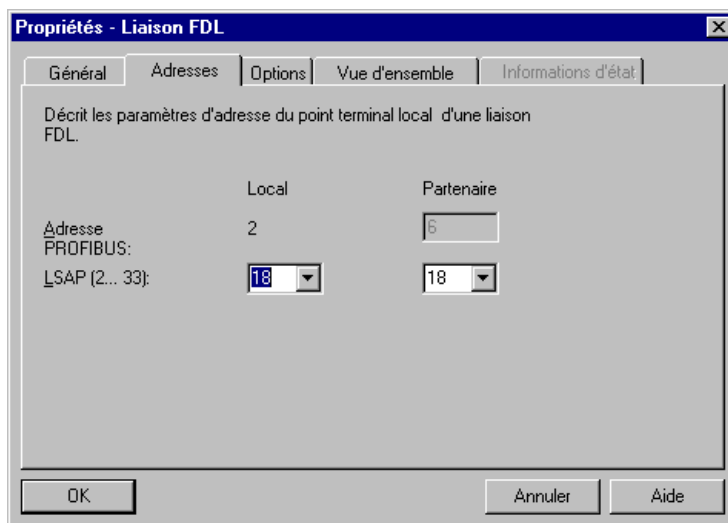 Propriétés - Liaison FDL
Général Adresses Options Vue d'ensemble Informations d'état
Décrit les paramètres d'adresse du point terminal local d'une liaison
FDL.
Local Partenaire
Adresse
PROFIBUS: 2 6
LSAP (2... 33): 18 18
OK Annuler Aide